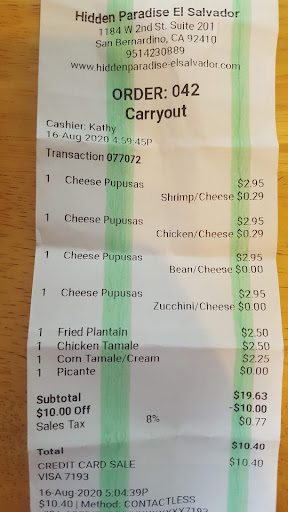 Hidden Paradise El Salvador
1184 W 2nd St. Suite 201
San Bernardino, CA 92410
9514230889
www.hidden-paradise-elsalvador.com
ORDER: 042
Carryout
Cashier: Kathy
16-Aug-2020 4:59:45P
Transaction 077072
1 Cheese Pupusas $2.95
Shrimp/Cheese $0.29
1 Cheese Pupusas $2.95
Chicken/Cheese $0.29
1 Cheese Pupusas $2.95
Bean/Cheese $0.00
1 Cheese Pupusas $2.95
Zucchini/Cheese $0.00
1 Fried Plantain $2.50
1 Chicken Tamale $2.50
1 Corn Tamale/Cream $2.25
1 Picante $0.00
Subtotal $19.63
$10.00 Off -$10.00
Sales Tax 8% $0.77
Total $10.40
CREDIT CARD SALE $10.40
VISA 7193
16-Aug-2020 5:04:39P
$10.40 | Method: CONTACTLESS